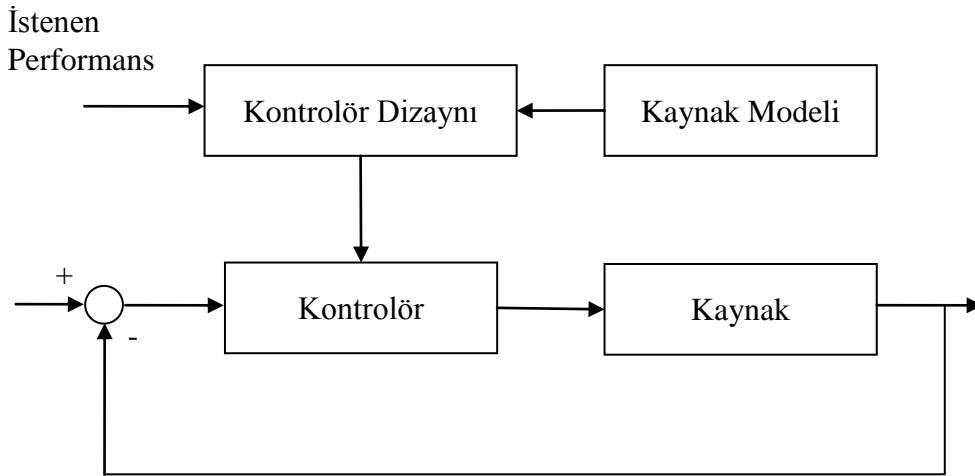 İstenen
Performans
Kontrolör Dizaynı
Kaynak Modeli
+
Kontrolör
Kaynak
-